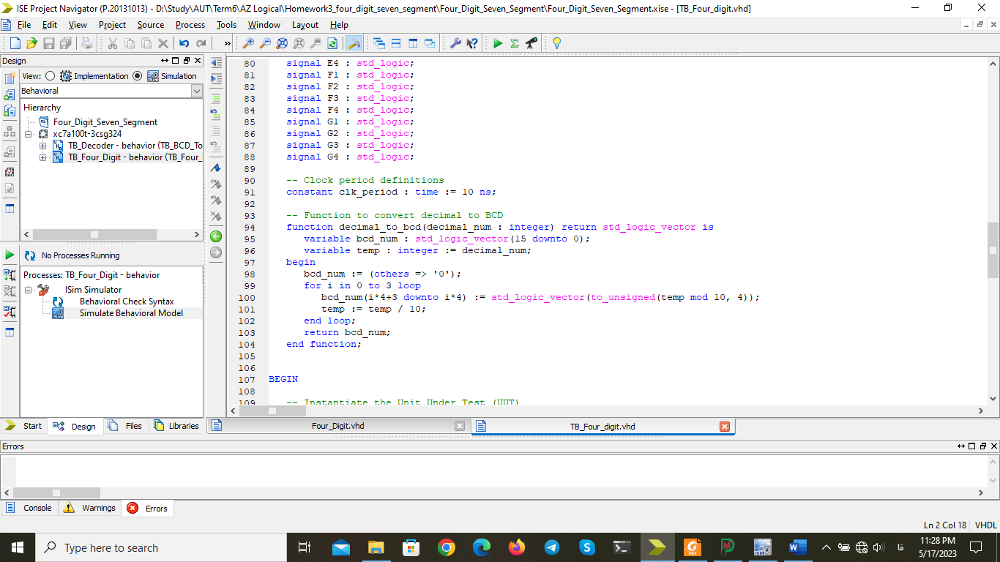 ISE Project Navigator (P.20131013) - D:\Study\AUT\Term6\AZ Logical\Homework3_four_digit_seven_segment\Four_Digit_Seven_Segment\Four_Digit_Seven_Segment.xise - [TB_Four_digit.vhd]
File Edit View Project Source Process Tools Window Layout Help
»
Design
View: Implementation Simulation
Behavioral
Hierarchy
Four_Digit_Seven_Segment
xc7a100t-3csg324
TB_Decoder - behavior (TB_BCD_To
TB_Four_Digit - behavior (TB_Four_
No Processes Running
Processes: TB_Four_Digit - behavior
ISim Simulator
Behavioral Check Syntax
Simulate Behavioral Model
Start Design Files Libraries
80 signal E4 : std_logic;
81 signal F1 : std_logic;
82 signal F2 : std_logic;
83 signal F3 : std_logic;
84 signal F4 : std_logic;
85 signal G1 : std_logic;
86 signal G2 : std_logic;
87 signal G3 : std_logic;
88 signal G4 : std_logic;
89
90 -- Clock period definitions
91 constant clk_period : time := 10 ns;
92
93 -- Function to convert decimal to BCD
94 function decimal_to_bcd(decimal_num : integer) return std_logic_vector is
95 variable bcd_num : std_logic_vector(15 downto 0);
96 variable temp : integer := decimal_num;
97 begin
98 bcd_num := (others => '0');
99 for i in 0 to 3 loop
100 bcd_num(i*4+3 downto i*4) := std_logic_vector(to_unsigned(temp mod 10, 4));
101 temp := temp / 10;
102 end loop;
103 return bcd_num;
104 end function;
105
106
107 BEGIN
108
109 -- Instantiate the Unit Under Test (UUT)
Four_Digit.vhd TB_Four_digit.vhd
Errors
Console Warnings Errors
Ln 2 Col 18 VHDL
Type here to search
فا
11:28 PM
5/17/2023